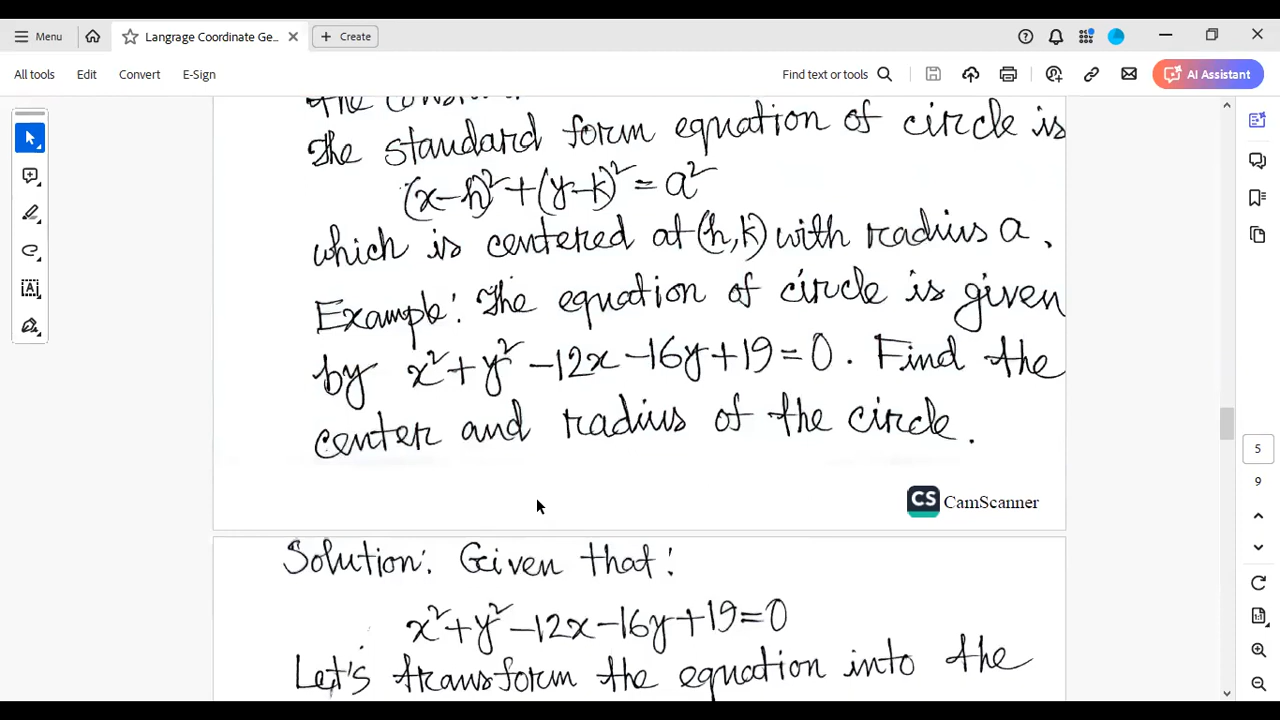 Menu
Langrage Coordinate Ge...
Create
All tools
Edit
Convert
E-Sign
Find text or tools
AI Assistant
The standard form equation of circle is
(x-h)²+(y-k)²=a²
which is centered at (h,k) with radius a.
Example: The equation of circle is given
by x²+y²-12x-16y+19=0. Find the
center and radius of the circle.
CS CamScanner
5
9
Solution: Given that:
x²+y²-12x-16y+19=0
Let's transform the equation into the